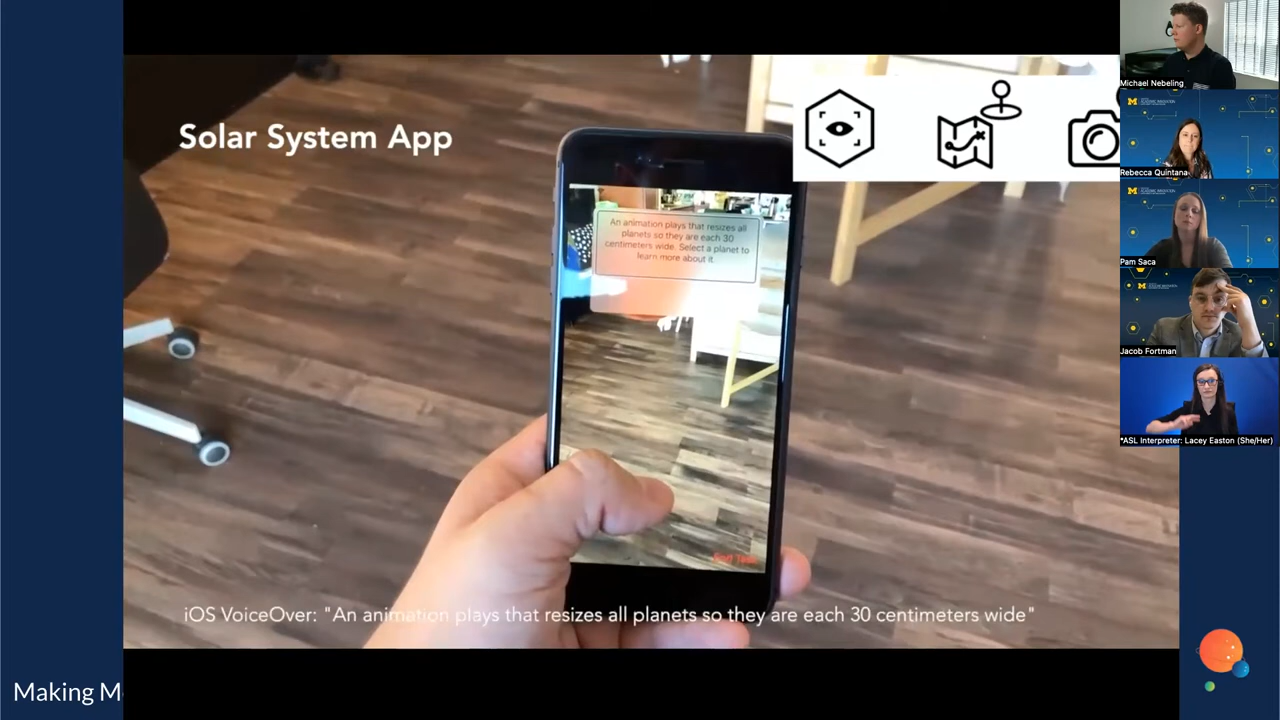 Solar System App
An animation plays that resizes all
planets so they are each 30
centimeters wide. Select a planet to
learn more about it
End Task
iOS VoiceOver: "An animation plays that resizes all planets so they are each 30 centimeters wide"
Making M
Michael Nebeling
Rebecca Quintana
Pam Saca
Jacob Fortman
*ASL Interpreter: Lacey Easton (She/Her)